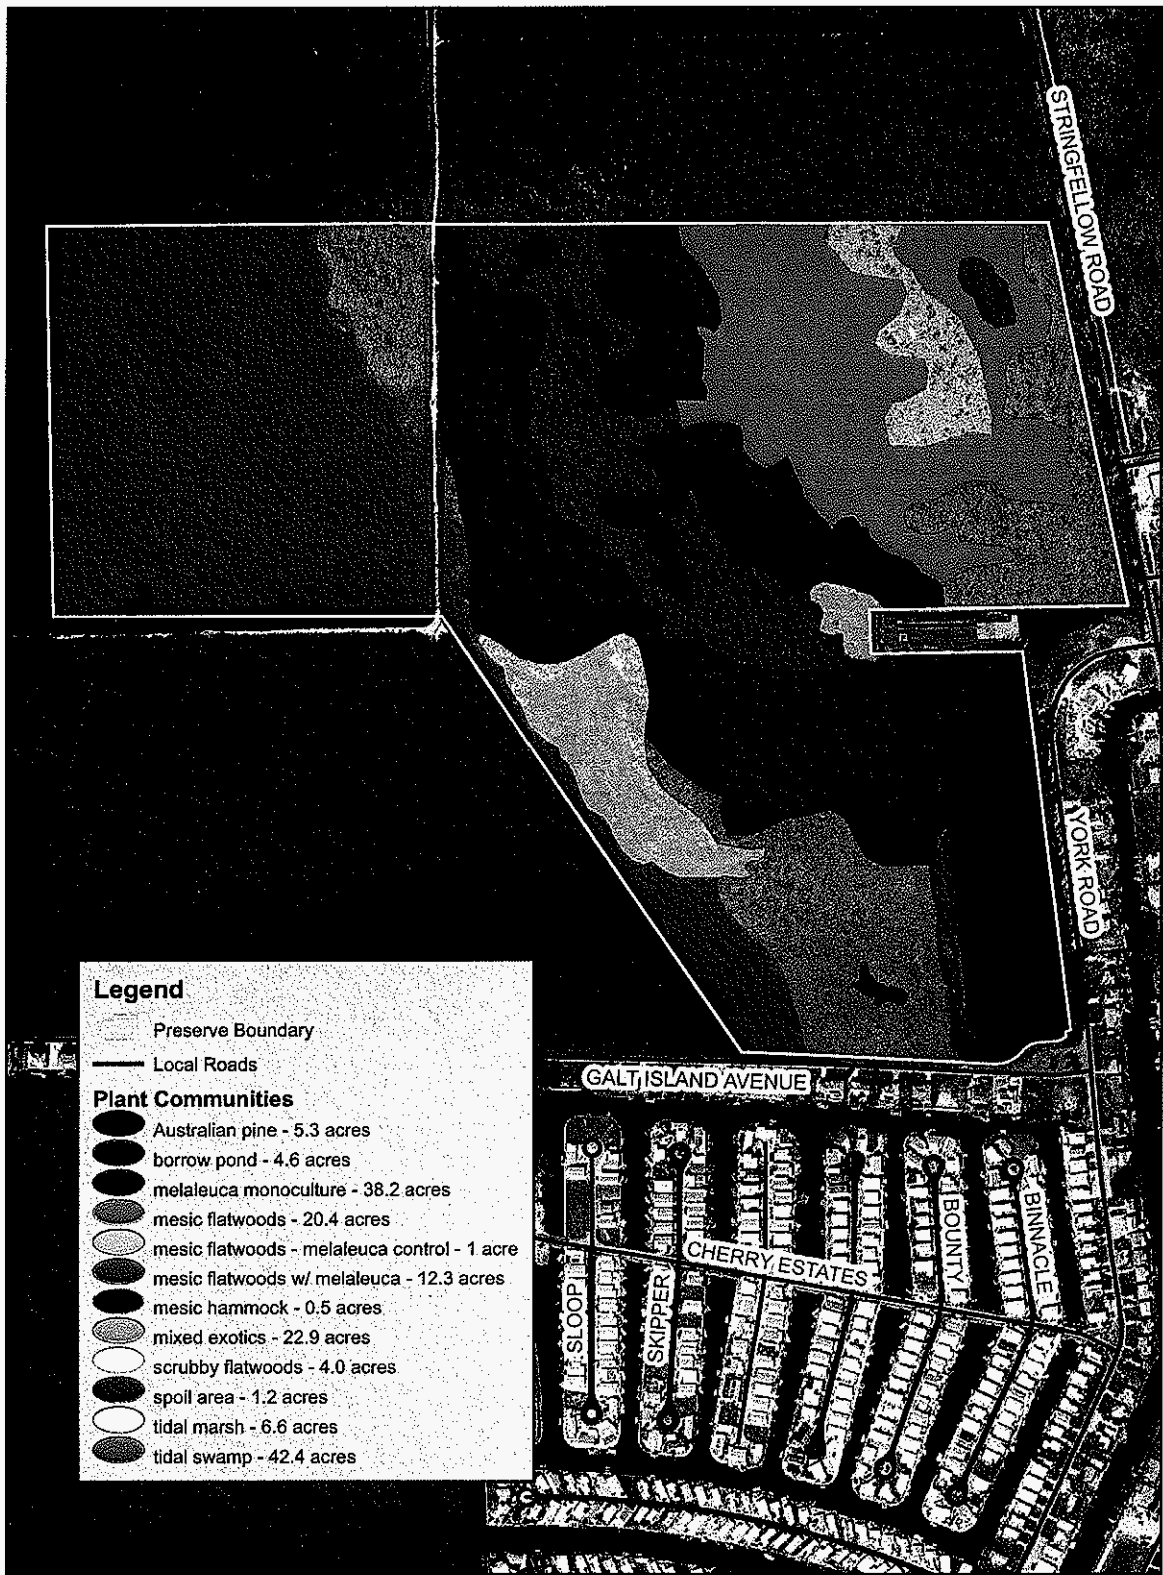 STRINGFELLOW ROAD
YORK ROAD
Legend
Preserve Boundary
Local Roads
Plant Communities
Australian pine - 5.3 acres
borrow pond - 4.6 acres
melaleuca monoculture - 38.2 acres
mesic flatwoods - 20.4 acres
mesic flatwoods - melaleuca control - 1 acre
mesic flatwoods w/ melaleuca - 12.3 acres
mesic hammock - 0.5 acres
mixed exotics - 22.9 acres
scrubby flatwoods - 4.0 acres
spoil area - 1.2 acres
tidal marsh - 6.6 acres
tidal swamp - 42.4 acres
GALT ISLAND AVENUE
SLOOP
SKIPPER
CHERRY ESTATES
BOUNTY
BINNACLE